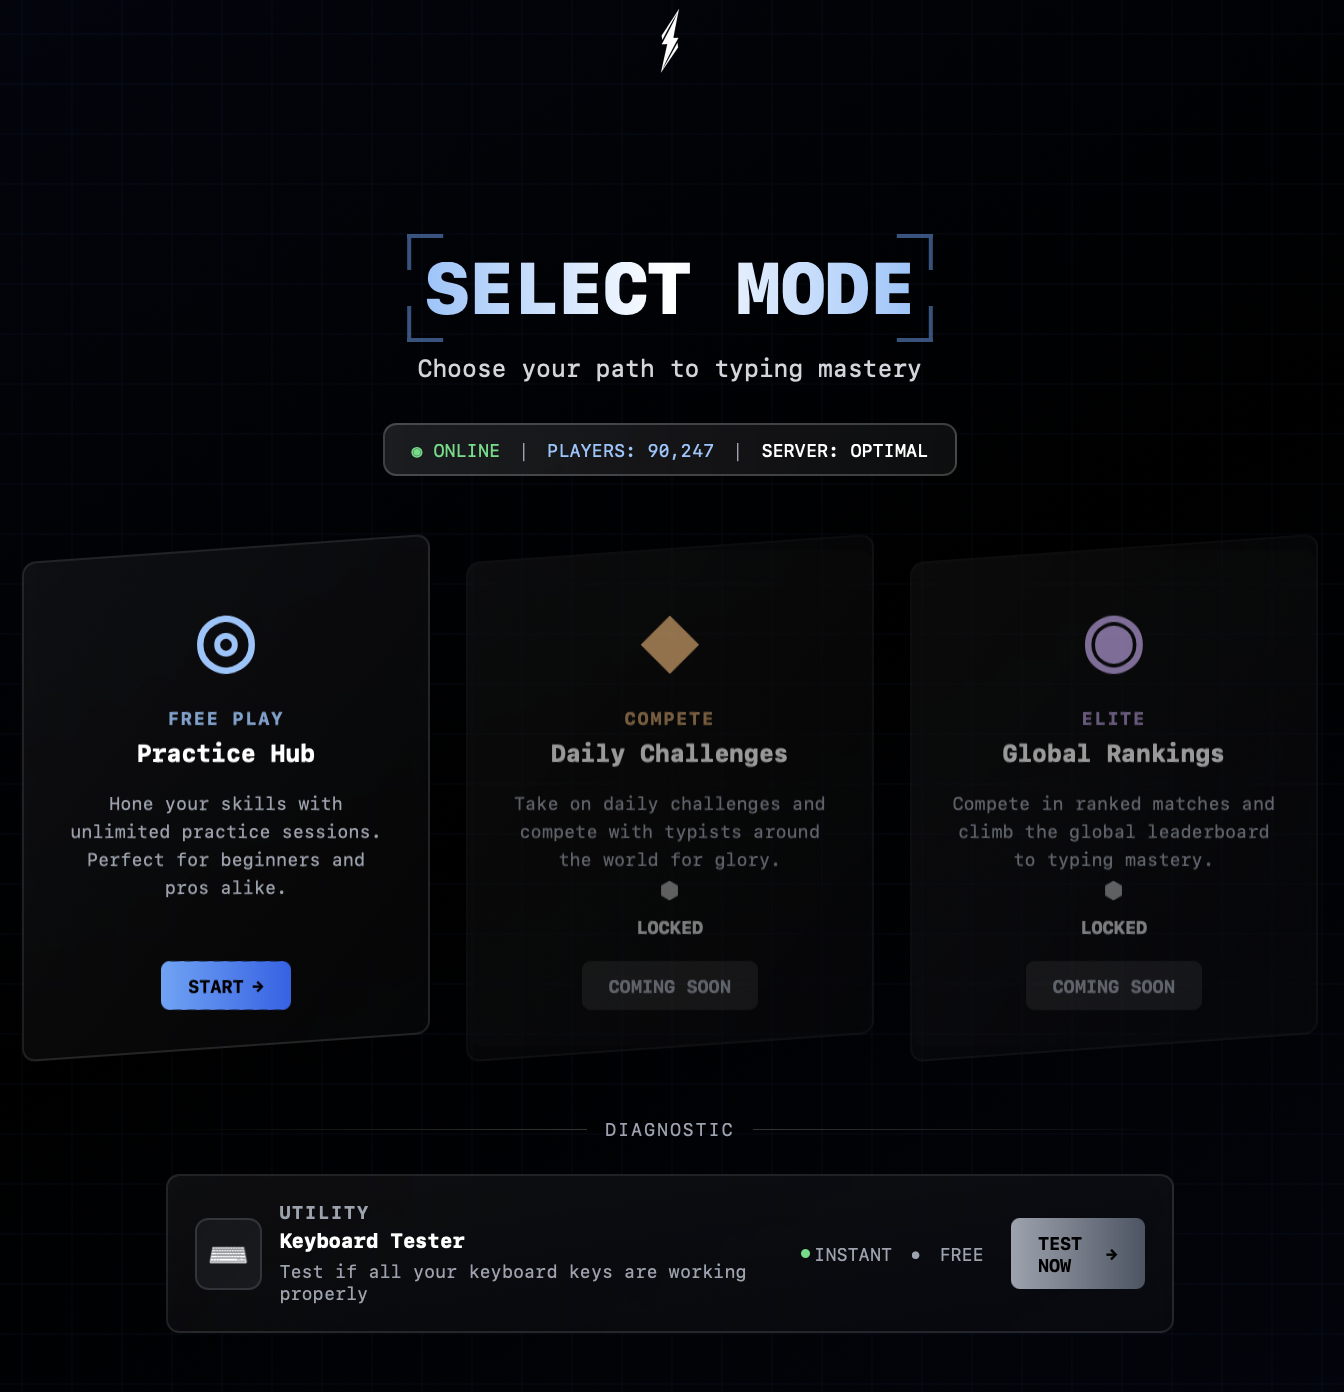 SELECT MODE
Choose your path to typing mastery
◉ ONLINE | PLAYERS: 90,247 | SERVER: OPTIMAL
FREE PLAY
Practice Hub
Hone your skills with
unlimited practice sessions.
Perfect for beginners and
pros alike.
START →
COMPETE
Daily Challenges
Take on daily challenges and
compete with typists around
the world for glory.
LOCKED
COMING SOON
ELITE
Global Rankings
Compete in ranked matches and
climb the global leaderboard
to typing mastery.
LOCKED
COMING SOON
DIAGNOSTIC
UTILITY
Keyboard Tester
Test if all your keyboard keys are working
properly
INSTANT • FREE
TEST
NOW →